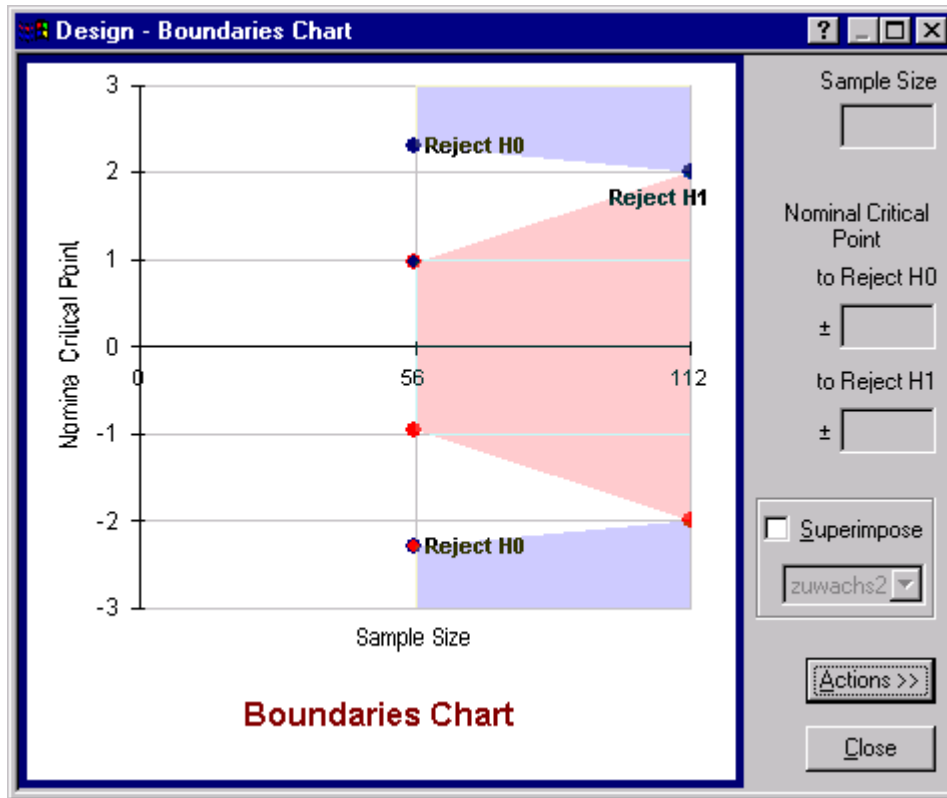 Design - Boundaries Chart
3
2
1
0
-1
-2
-3
Nomina Critical Point
Reject H0
Reject H1
Reject H0
0
56
112
Sample Size
Boundaries Chart
Sample Size
Nominal Critical
Point
to Reject H0
±
to Reject H1
±
Superimpose
zuwachs2
Actions >>
Close